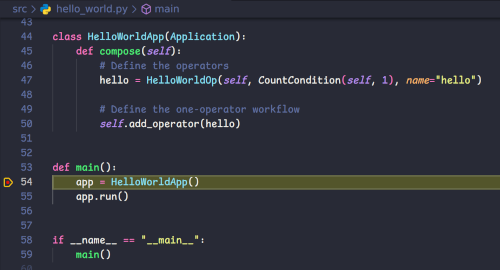 src > hello_world.py > main
43
44 class HelloWorldApp(Application):
45     def compose(self):
46         # Define the operators
47         hello = HelloWorldOp(self, CountCondition(self, 1), name="hello")
48
49         # Define the one-operator workflow
50         self.add_operator(hello)
51
52
53 def main():
54     app = HelloWorldApp()
55     app.run()
56
57
58 if __name__ == "__main__":
59     main()
60